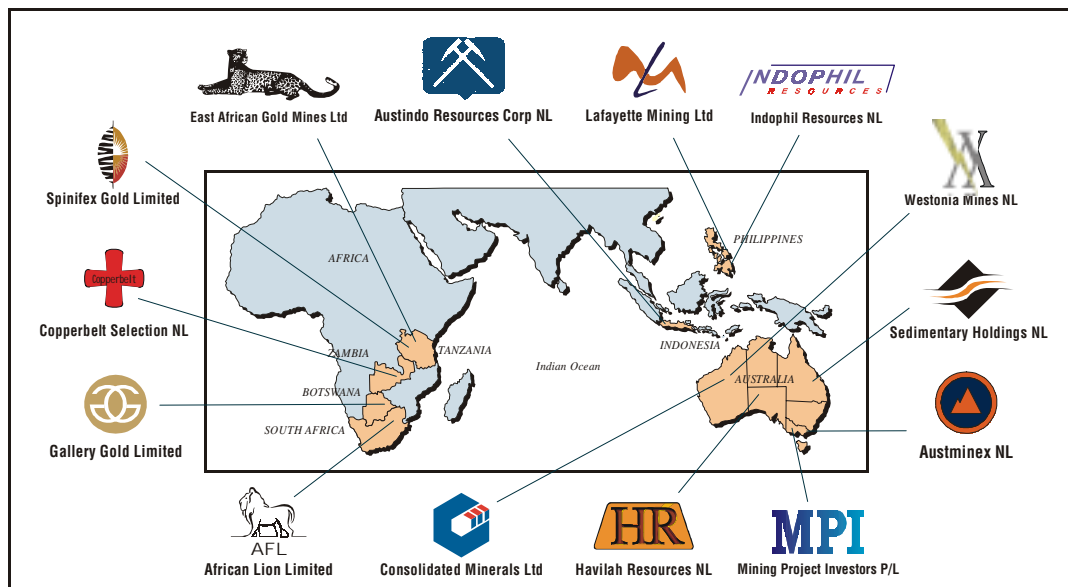 NDOPHIL
RESOURCES
East African Gold Mines Ltd
Austindo Resources Corp NL
Lafayette Mining Ltd
Indophil Resources NL
Spinifex Gold Limited
Westonia Mines NL
PHILIPPINES
AFRICA
Copperbelt
Copperbelt Selection NL
Sedimentary Holdings NL
INDONESIA
ZAMBIA
TANZANIA
Indian Ocean
AUSTRALIA
BOTSWANA
SOUTH AFRICA
Gallery Gold Limited
Austminex NL
AFL
HR
MPI
African Lion Limited
Consolidated Minerals Ltd
Havilah Resources NL
Mining Project Investors P/L